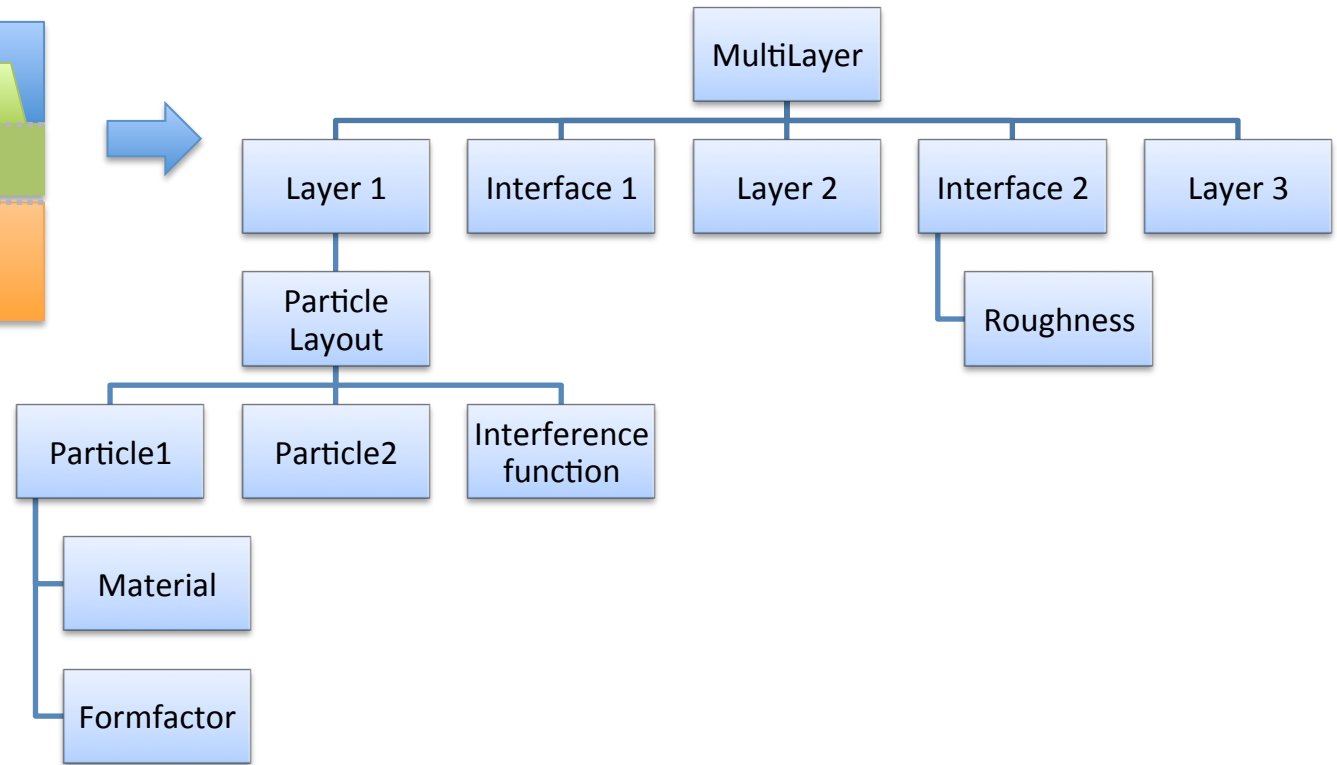 MultiLayer
Layer 1
Interface 1
Layer 2
Interface 2
Layer 3
Particle
Layout
Roughness
Particle1
Particle2
Interference
function
Material
Formfactor